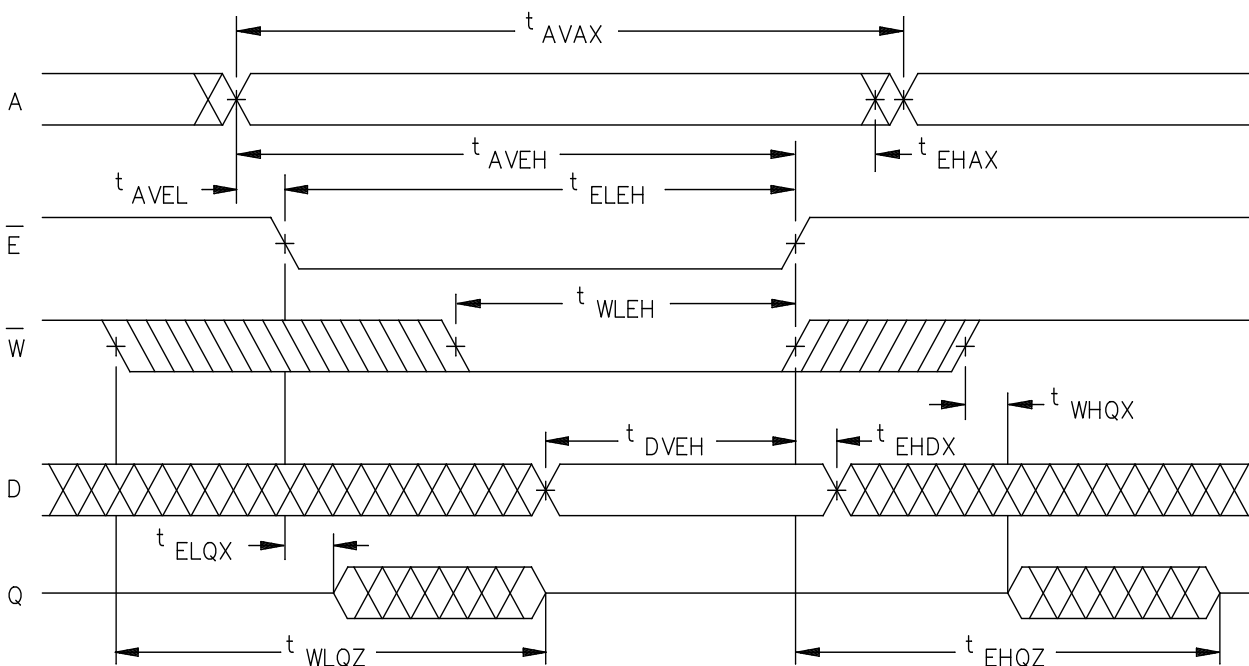 t AVAX
A
t AVEH
t EHAX
t AVEL
t ELEH
E
t WLEH
W
t WHQX
t DVEH
t EHDX
D
t ELQX
Q
t WLQZ
t EHQZ